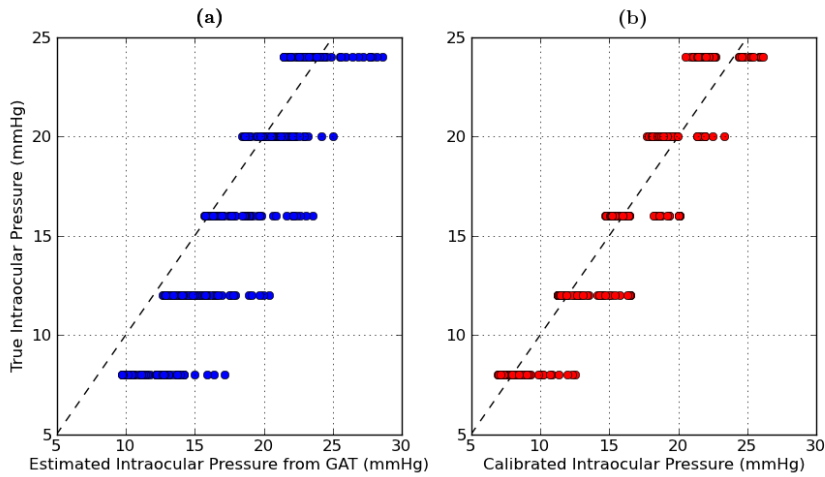 (a)
(b)
True Intraocular Pressure (mmHg)
25
20
15
10
5
5 10 15 20 25 30
Estimated Intraocular Pressure from GAT (mmHg)
25
20
15
10
5
5 10 15 20 25 30
Calibrated Intraocular Pressure (mmHg)